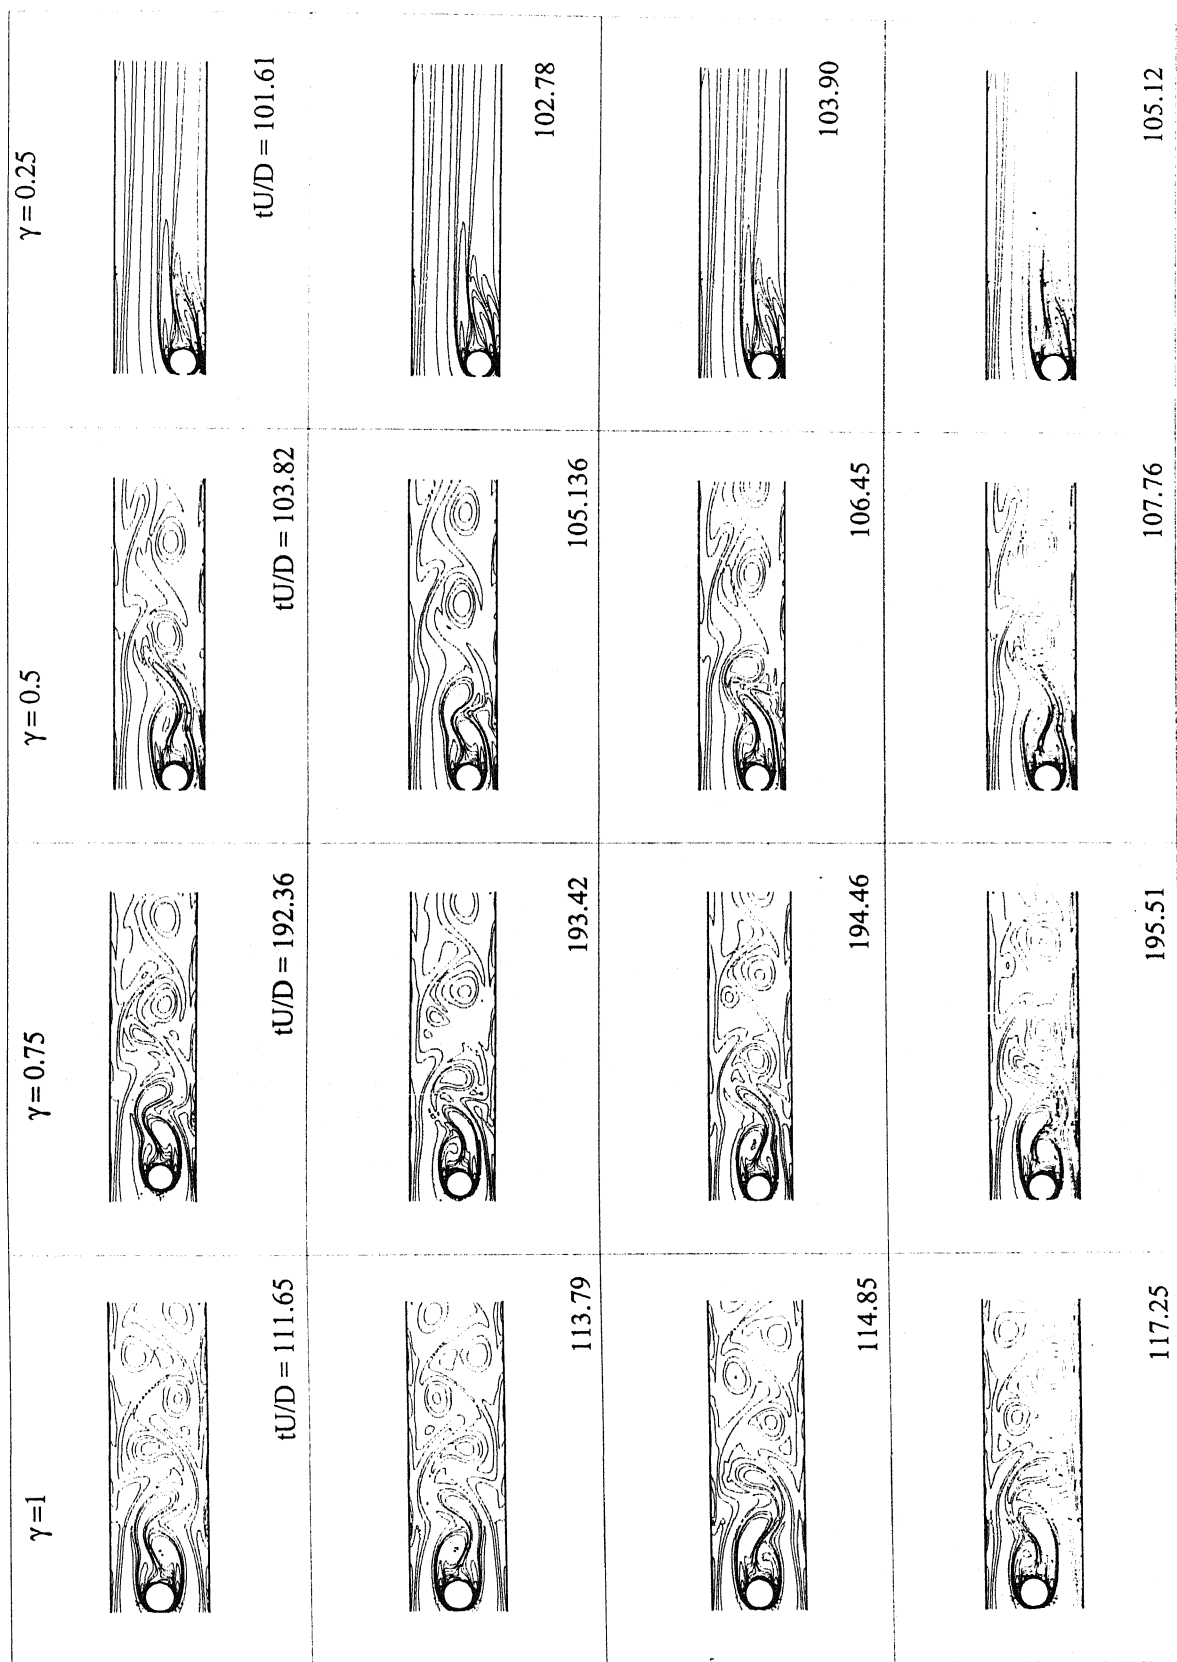 γ=1
γ = 0.75
γ = 0.5
γ = 0.25
tU/D = 111.65
tU/D = 192.36
tU/D = 103.82
tU/D = 101.61
113.79
193.42
105.136
102.78
114.85
194.46
106.45
103.90
117.25
195.51
107.76
105.12